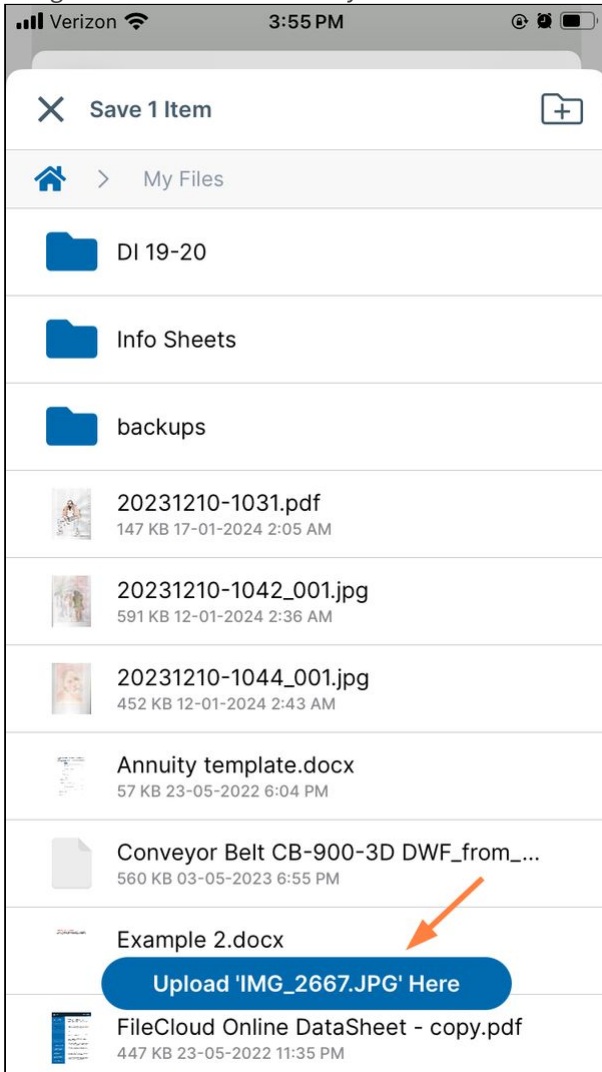 Verizon 3:55 PM
Save 1 Item
My Files
DI 19-20
Info Sheets
backups
20231210-1031.pdf
147 KB 17-01-2024 2:05 AM
20231210-1042_001.jpg
591 KB 12-01-2024 2:36 AM
20231210-1044_001.jpg
452 KB 12-01-2024 2:43 AM
Annuity template.docx
57 KB 23-05-2022 6:04 PM
Conveyor Belt CB-900-3D DWF_from_...
560 KB 03-05-2023 6:55 PM
Example 2.docx
Upload 'IMG_2667.JPG' Here
FileCloud Online DataSheet - copy.pdf
447 KB 23-05-2022 11:35 PM